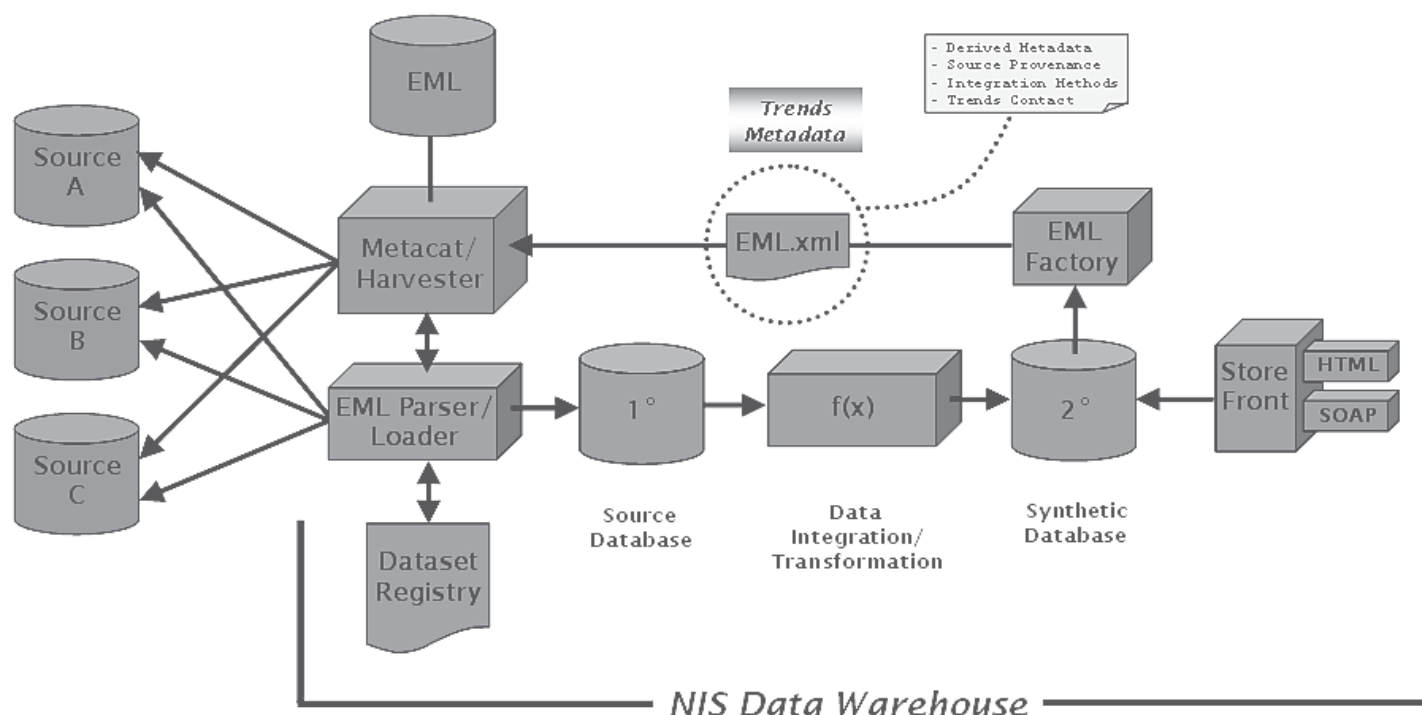 EML
- Derived Metadata
- Source Provenance
- Integration Methods
- Trends Contact
Trends
Metadata
Source
A
Metacat/
Harvester
EML.xml
EML
Factory
Source
B
EML Parser/
Loader
1°
f(x)
2°
Store
Front
HTML
SOAP
Source
C
Source
Database
Data
Integration/
Transformation
Synthetic
Database
Dataset
Registry
NIS Data Warehouse